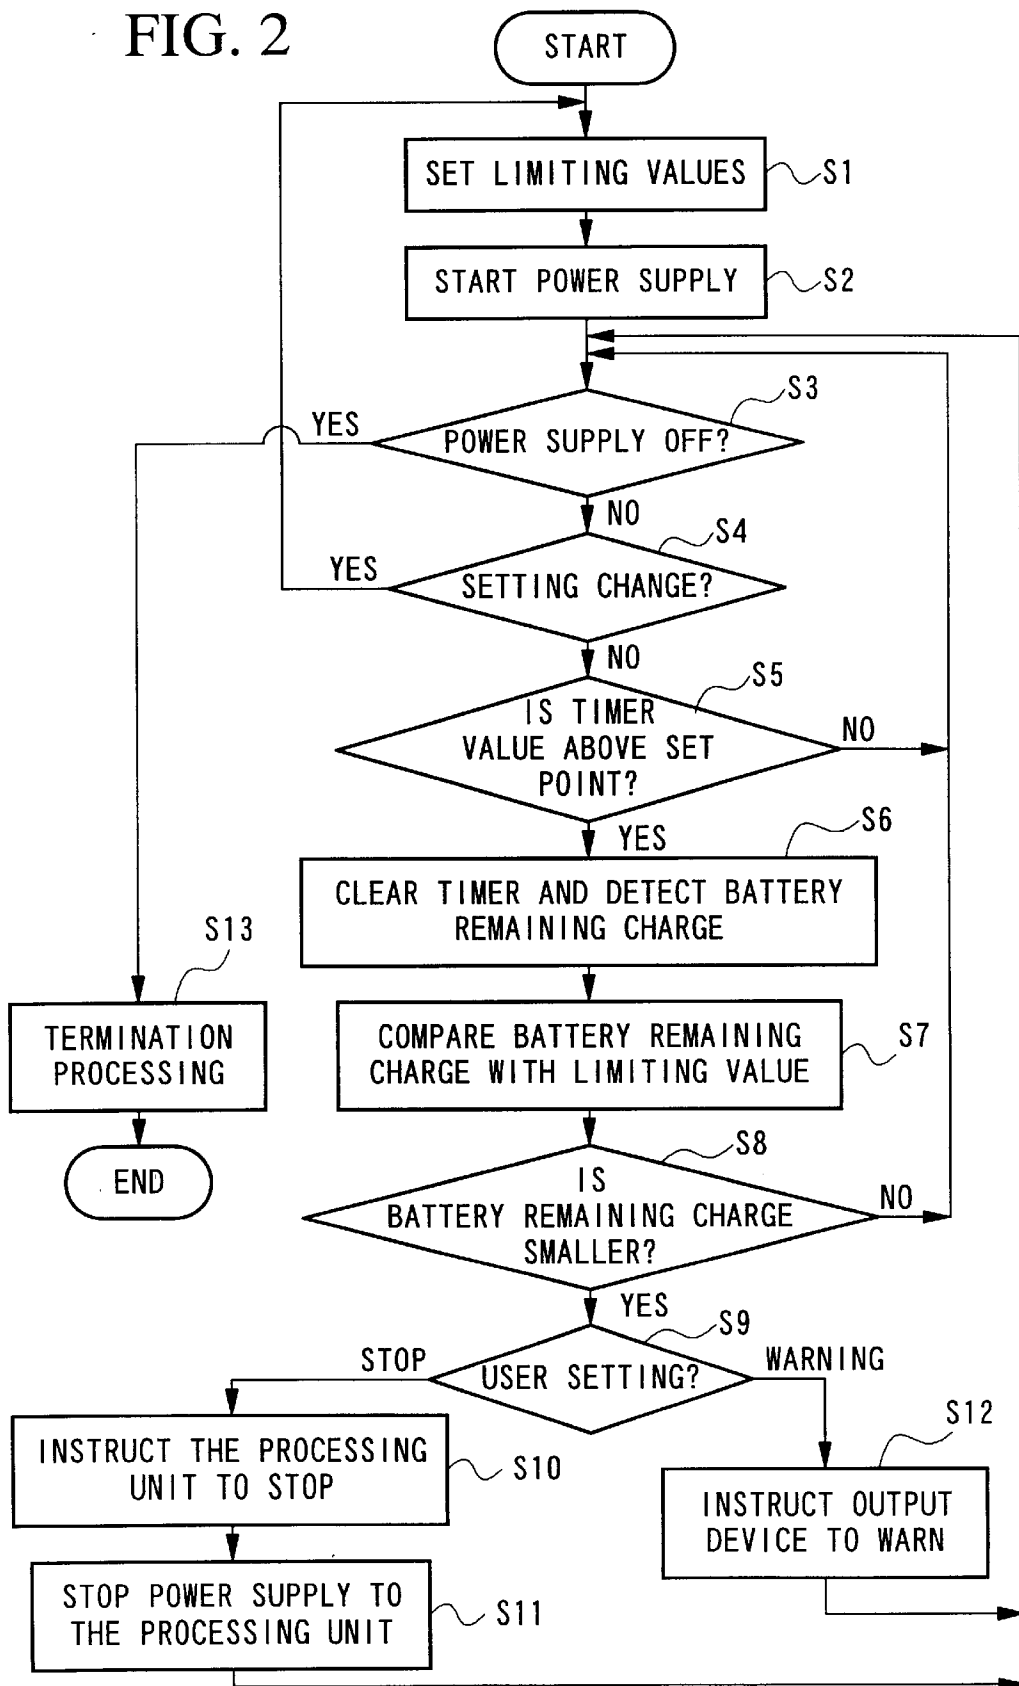 FIG. 2
START
SET LIMITING VALUES
S1
START POWER SUPPLY
S2
S3
YES
POWER SUPPLY OFF?
NO
S4
YES
SETTING CHANGE?
NO
S5
IS TIMER
VALUE ABOVE SET
POINT?
NO
YES
S6
CLEAR TIMER AND DETECT BATTERY
REMAINING CHARGE
S13
TERMINATION
PROCESSING
END
COMPARE BATTERY REMAINING
CHARGE WITH LIMITING VALUE
S7
S8
IS
BATTERY REMAINING CHARGE
SMALLER?
NO
YES
S9
STOP
USER SETTING?
WARNING
INSTRUCT THE PROCESSING
UNIT TO STOP
S10
S12
INSTRUCT OUTPUT
DEVICE TO WARN
STOP POWER SUPPLY TO
THE PROCESSING UNIT
S11